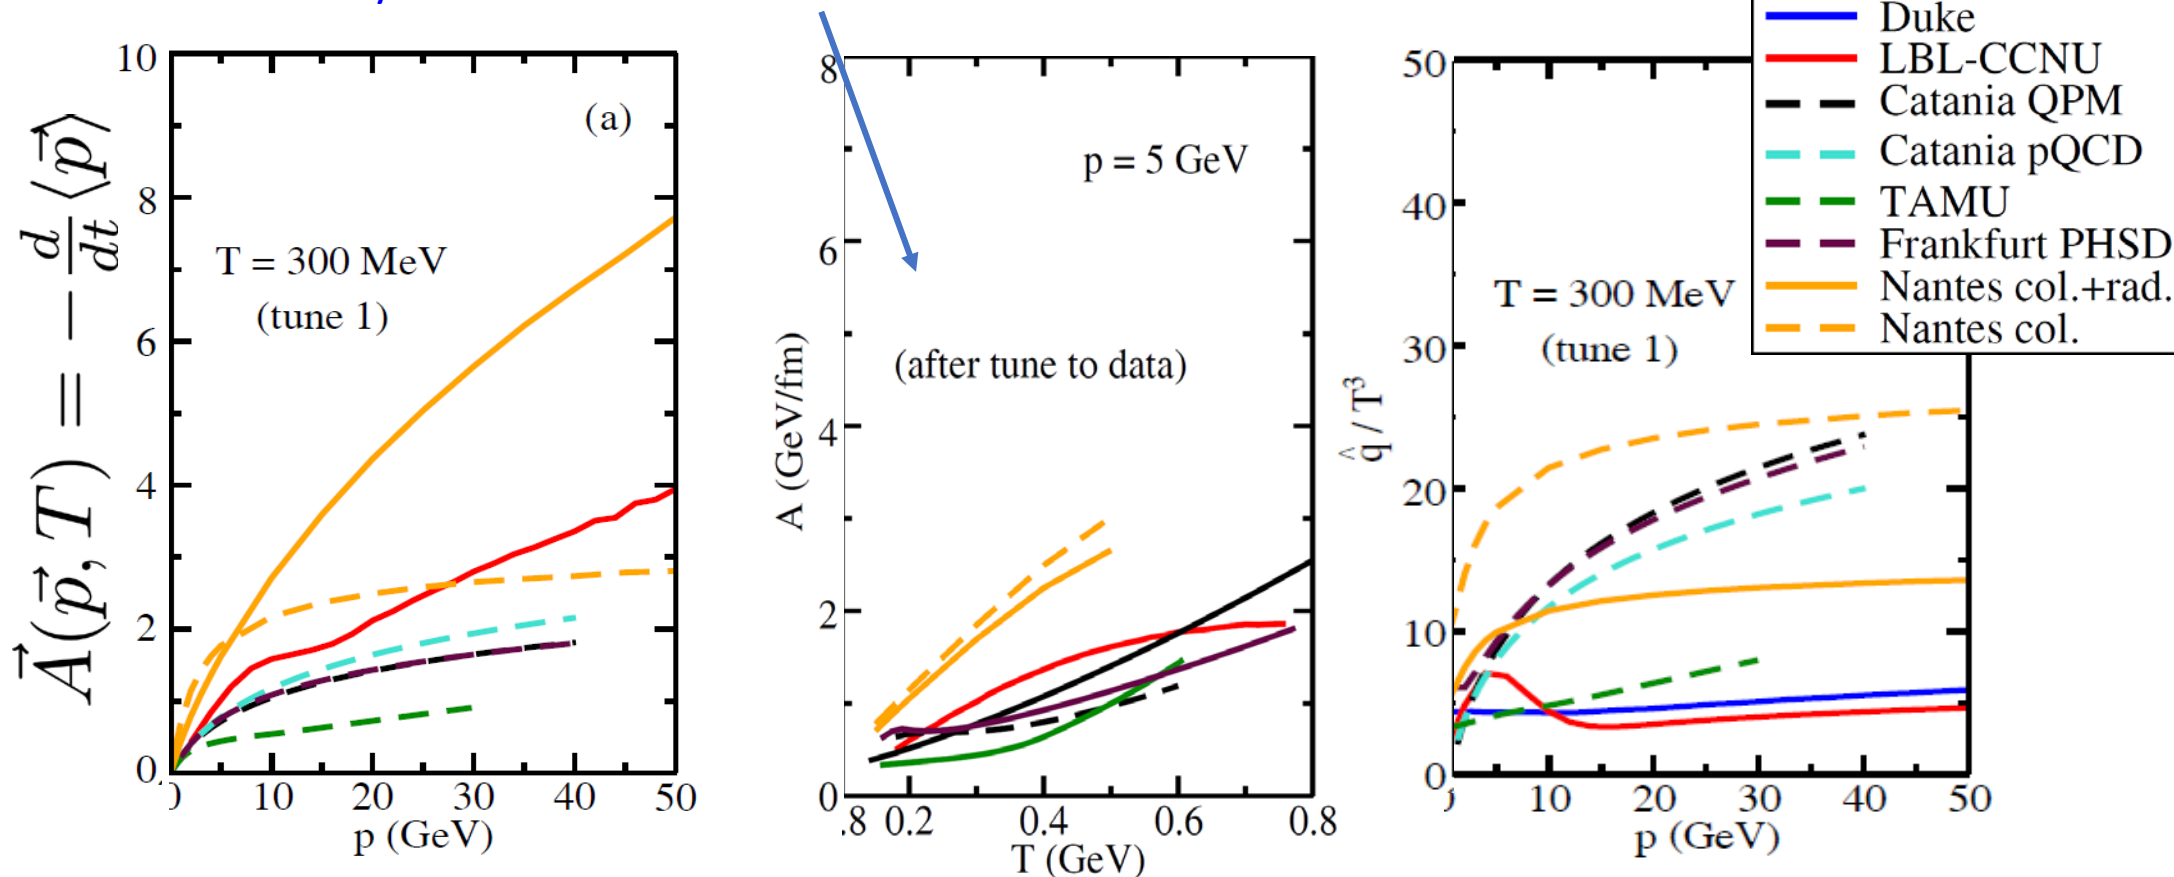 A⃗(p⃗, T) ≡ − d/dt ⟨p⃗⟩
10
8
6
4
2
0
(a)
T = 300 MeV
(tune 1)
10 20 30 40 50
p (GeV)
A (GeV/fm)
8
6
4
2
0
p = 5 GeV
(after tune to data)
.8 0.2 0.4 0.6 0.8
T (GeV)
q̂ / T³
50
40
30
20
10
0
T = 300 MeV
(tune 1)
10 20 30 40 50
p (GeV)
Duke
LBL-CCNU
Catania QPM
Catania pQCD
TAMU
Frankfurt PHSD
Nantes col.+rad.
Nantes col.